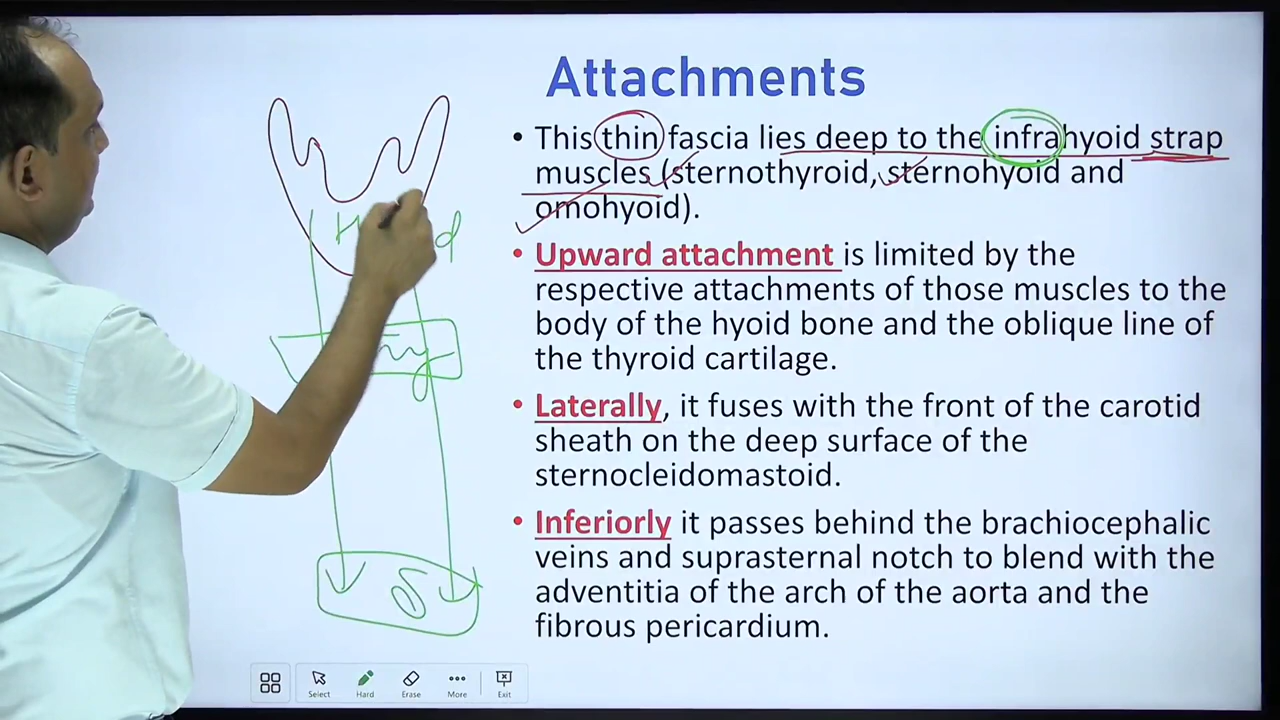 Attachments
• This thin fascia lies deep to the infrahyoid strap
muscles (sternothyroid, sternohyoid and
omohyoid).
• Upward attachment is limited by the
respective attachments of those muscles to the
body of the hyoid bone and the oblique line of
the thyroid cartilage.
• Laterally, it fuses with the front of the carotid
sheath on the deep surface of the
sternocleidomastoid.
• Inferiorly it passes behind the brachiocephalic
veins and suprasternal notch to blend with the
adventitia of the arch of the aorta and the
fibrous pericardium.
Select Hard Erase More Exit